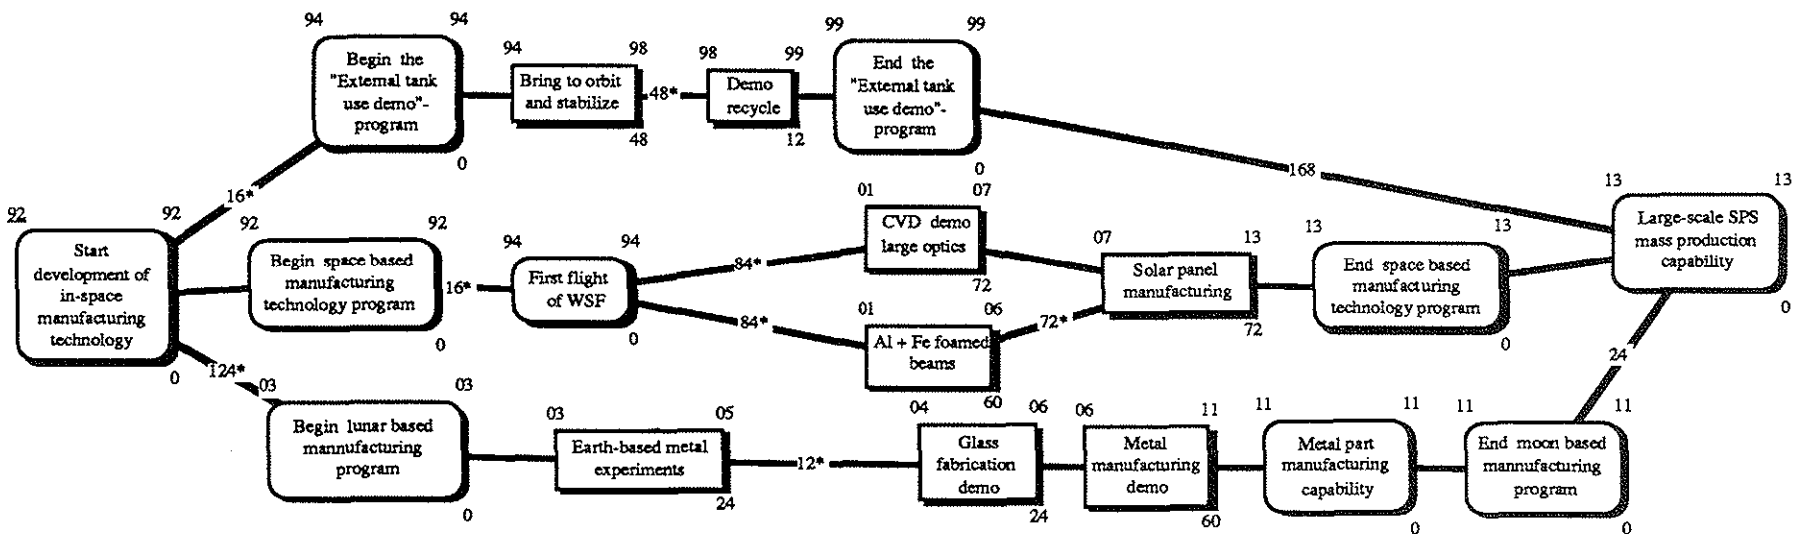 94
94
Begin the
"External tank
use demo"-
program
0
94
98
Bring to orbit
and stabilize
48
48*
98
99
Demo
recycle
12
99
99
End the
"External tank
use demo"-
program
0
168
16*
92
92
Start
development of
in-space
manufacturing
technology
0
92
92
Begin space based
manufacturing
technology program
0
16*
94
94
First flight
of WSF
0
84*
84*
01
07
CVD demo
large optics
72
01
06
Al + Fe foamed
beams
60
72*
07
13
Solar panel
manufacturing
72
13
13
End space based
manufacturing
technology program
0
13
13
Large-scale SPS
mass production
capability
0
24
124*
03
03
Begin lunar based
mannufacturing
program
0
03
05
Earth-based metal
experiments
24
12*
04
06
Glass
fabrication
demo
24
06
11
Metal
manufacturing
demo
60
11
11
Metal part
manufacturing
capability
0
11
11
End moon based
mannufacturing
program
0